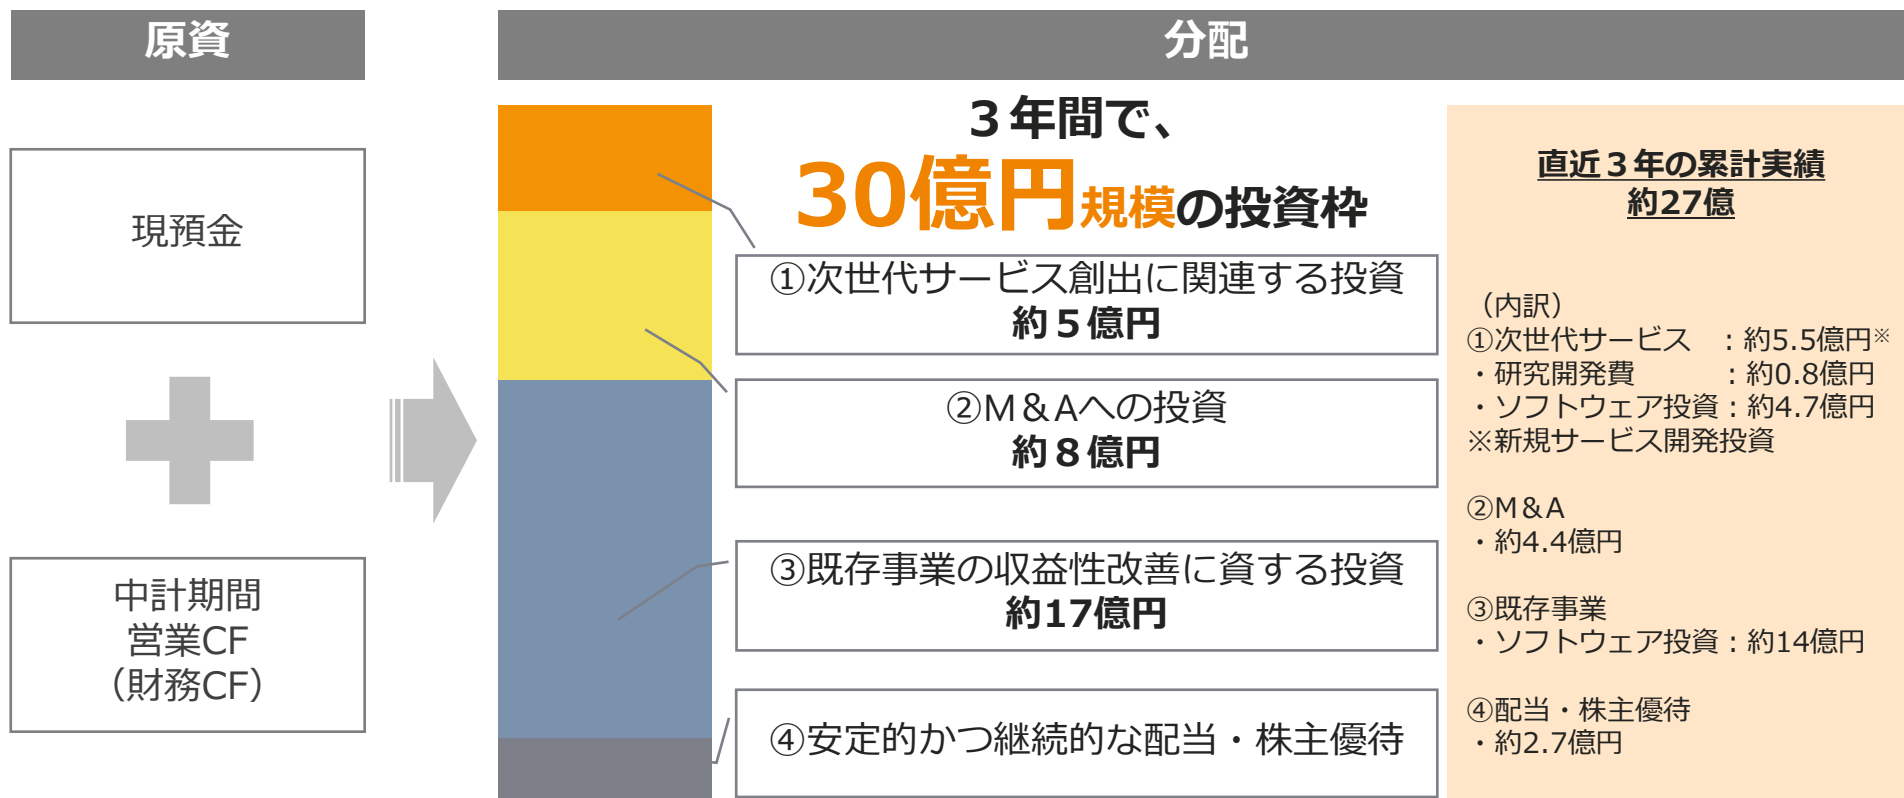 原資
分配
現預金
中計期間
営業CF
（財務CF）
３年間で、
30億円規模の投資枠
①次世代サービス創出に関連する投資
約５億円
②M＆Aへの投資
約８億円
③既存事業の収益性改善に資する投資
約17億円
④安定的かつ継続的な配当・株主優待
直近３年の累計実績
約27億
（内訳）
①次世代サービス　：約5.5億円※
・研究開発費　　　：約0.8億円
・ソフトウェア投資：約4.7億円
※新規サービス開発投資
②M＆A
・約4.4億円
③既存事業
・ソフトウェア投資：約14億円
④配当・株主優待
・約2.7億円